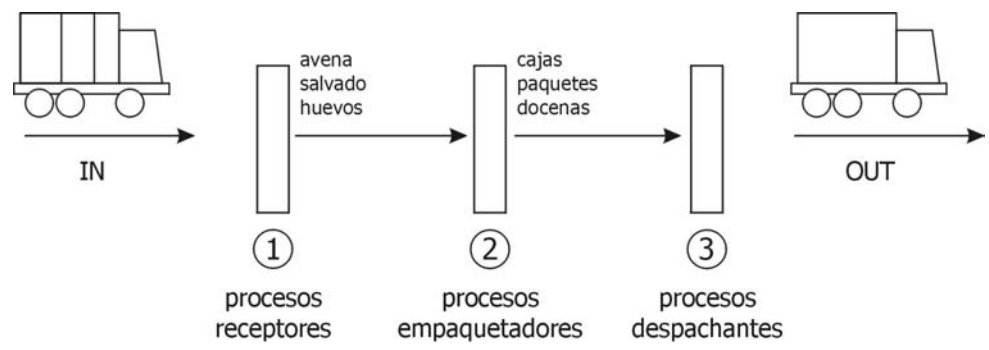 avena
salvado
huevos
cajas
paquetes
docenas
IN
OUT
1
2
3
procesos
receptores
procesos
empaquetadores
procesos
despachantes